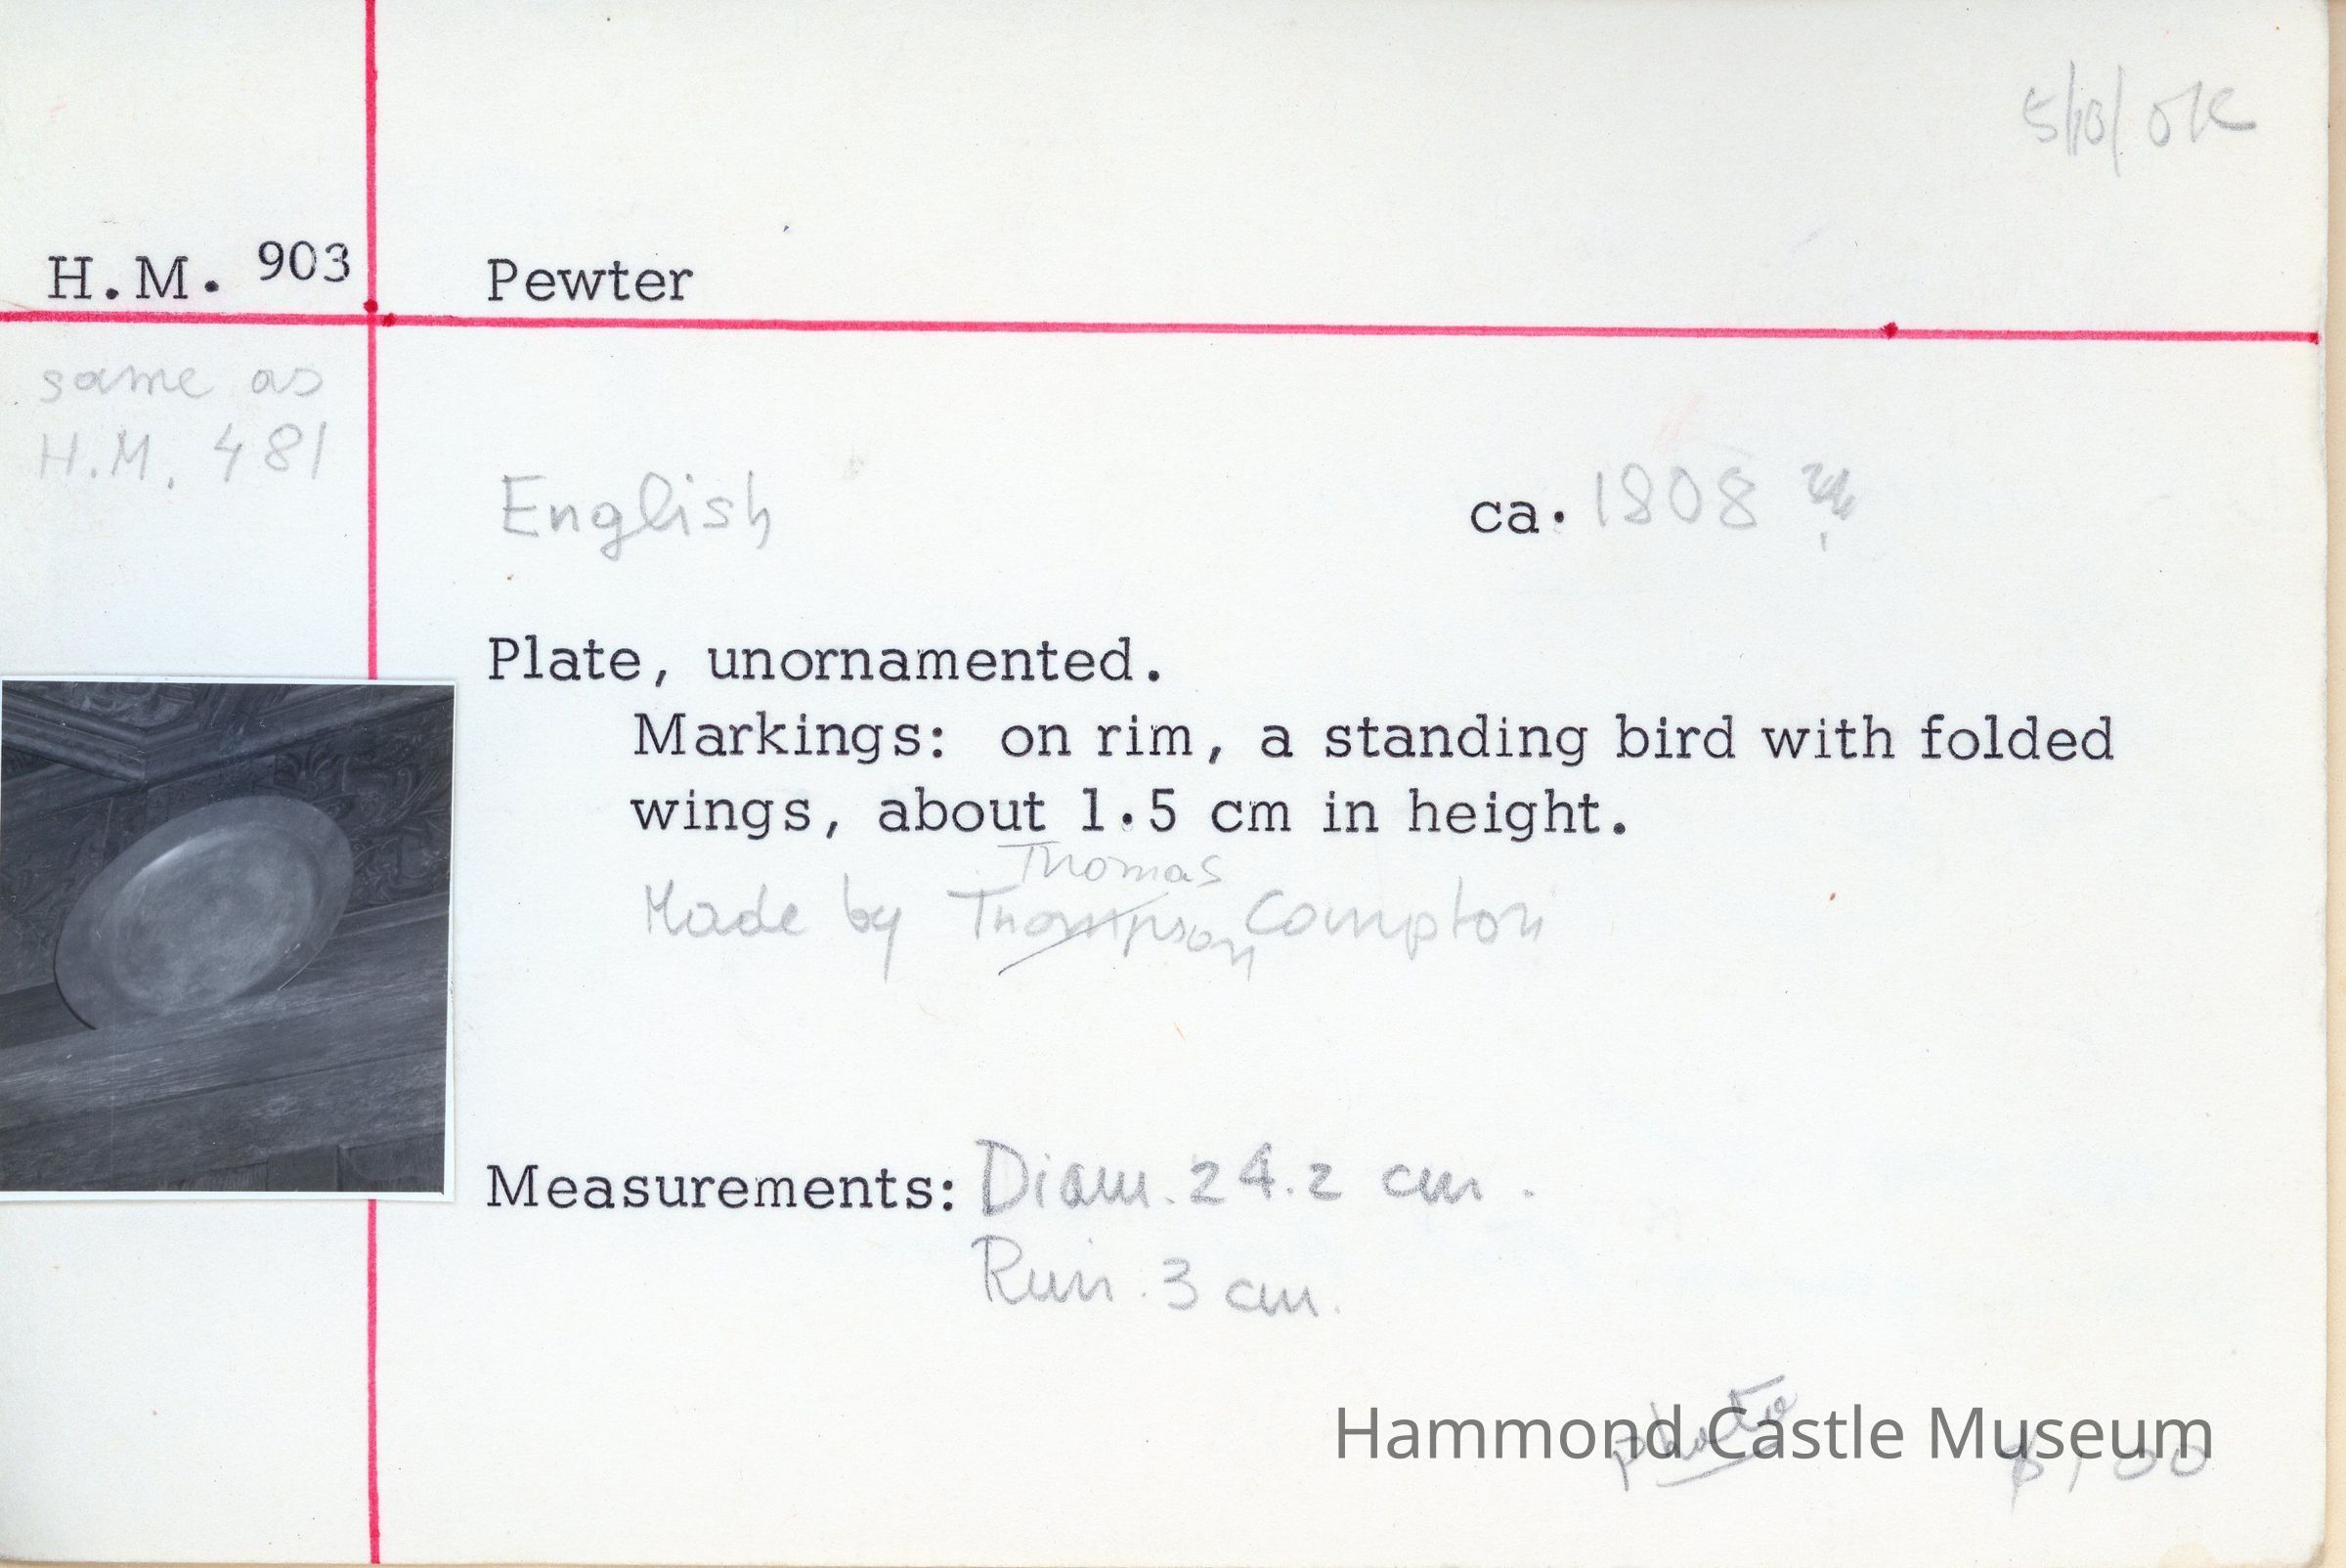 5/18/ OK
H.M. 903 Pewter
same as
H.M. 481
English ca. 1808
Plate, unornamented.
Markings: on rim, a standing bird with folded
wings, about 1.5 cm in height.
Thomas
Made by Thompson Compton
Measurements: Diam. 24.2 cm.
Rim. 3 cm.
photo
Hammond Castle Museum